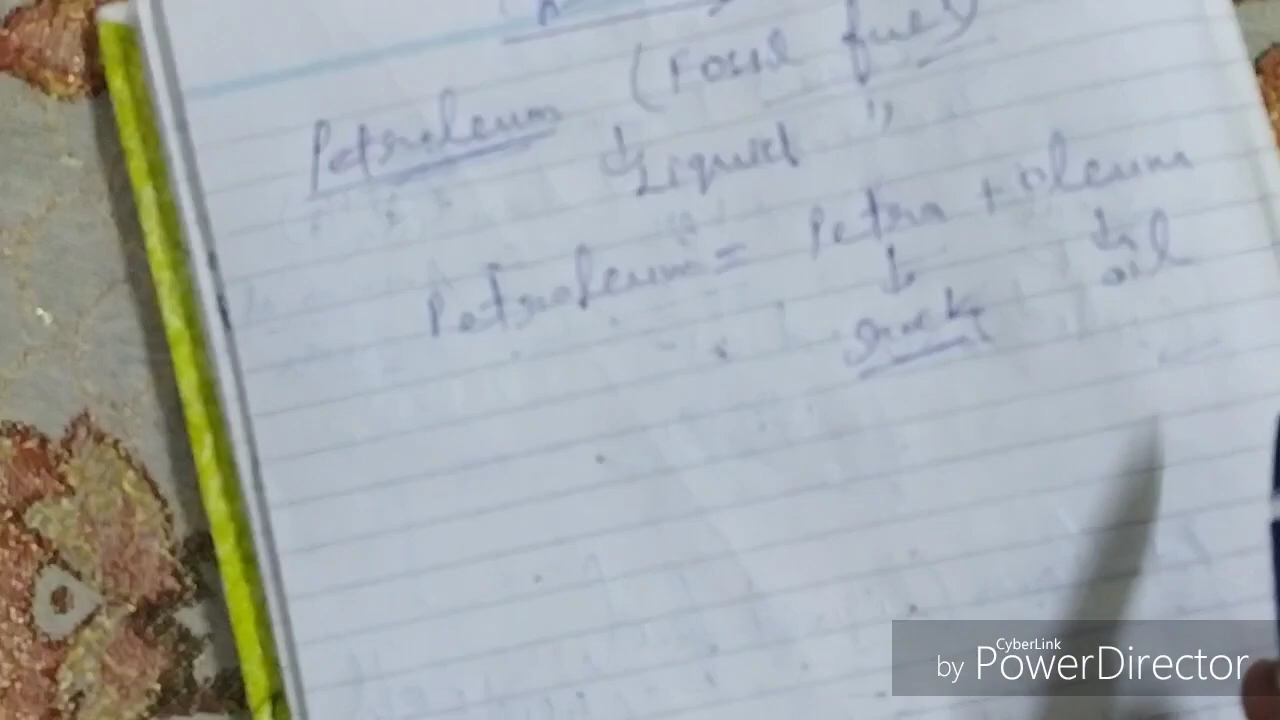 Petroleum (Fossil fuel)
↓
Liquid "
Petroleum = Petra + oleum
↓ ↓
rock oil
CyberLink
by PowerDirector